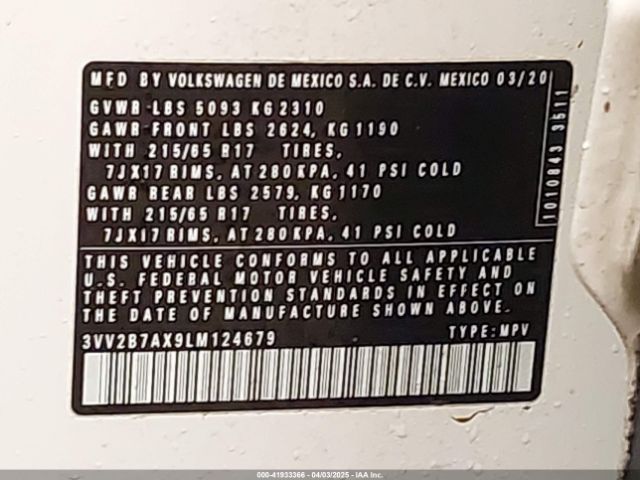 MFD BY VOLKSWAGEN DE MEXICO S.A. DE C.V. MEXICO 03/20
GVWR LBS 5093 KG 2310
GAWR FRONT LBS 2624, KG 1190
WITH 215/65 R17 TIRES,
7JX17 RIMS, AT 280 KPA, 41 PSI COLD
GAWR REAR LBS 2579, KG 1170
WITH 215/65 R17 TIRES,
7JX17 RIMS, AT 280 KPA, 41 PSI COLD
1010843 3511
THIS VEHICLE CONFORMS TO ALL APPLICABLE
U.S. FEDERAL MOTOR VEHICLE SAFETY AND
THEFT PREVENTION STANDARDS IN EFFECT ON
THE DATE OF MANUFACTURE SHOWN ABOVE.
3VV2B7AX9LM124679 TYPE: MPV
000-41933366 - 04/03/2025 - IAA Inc.